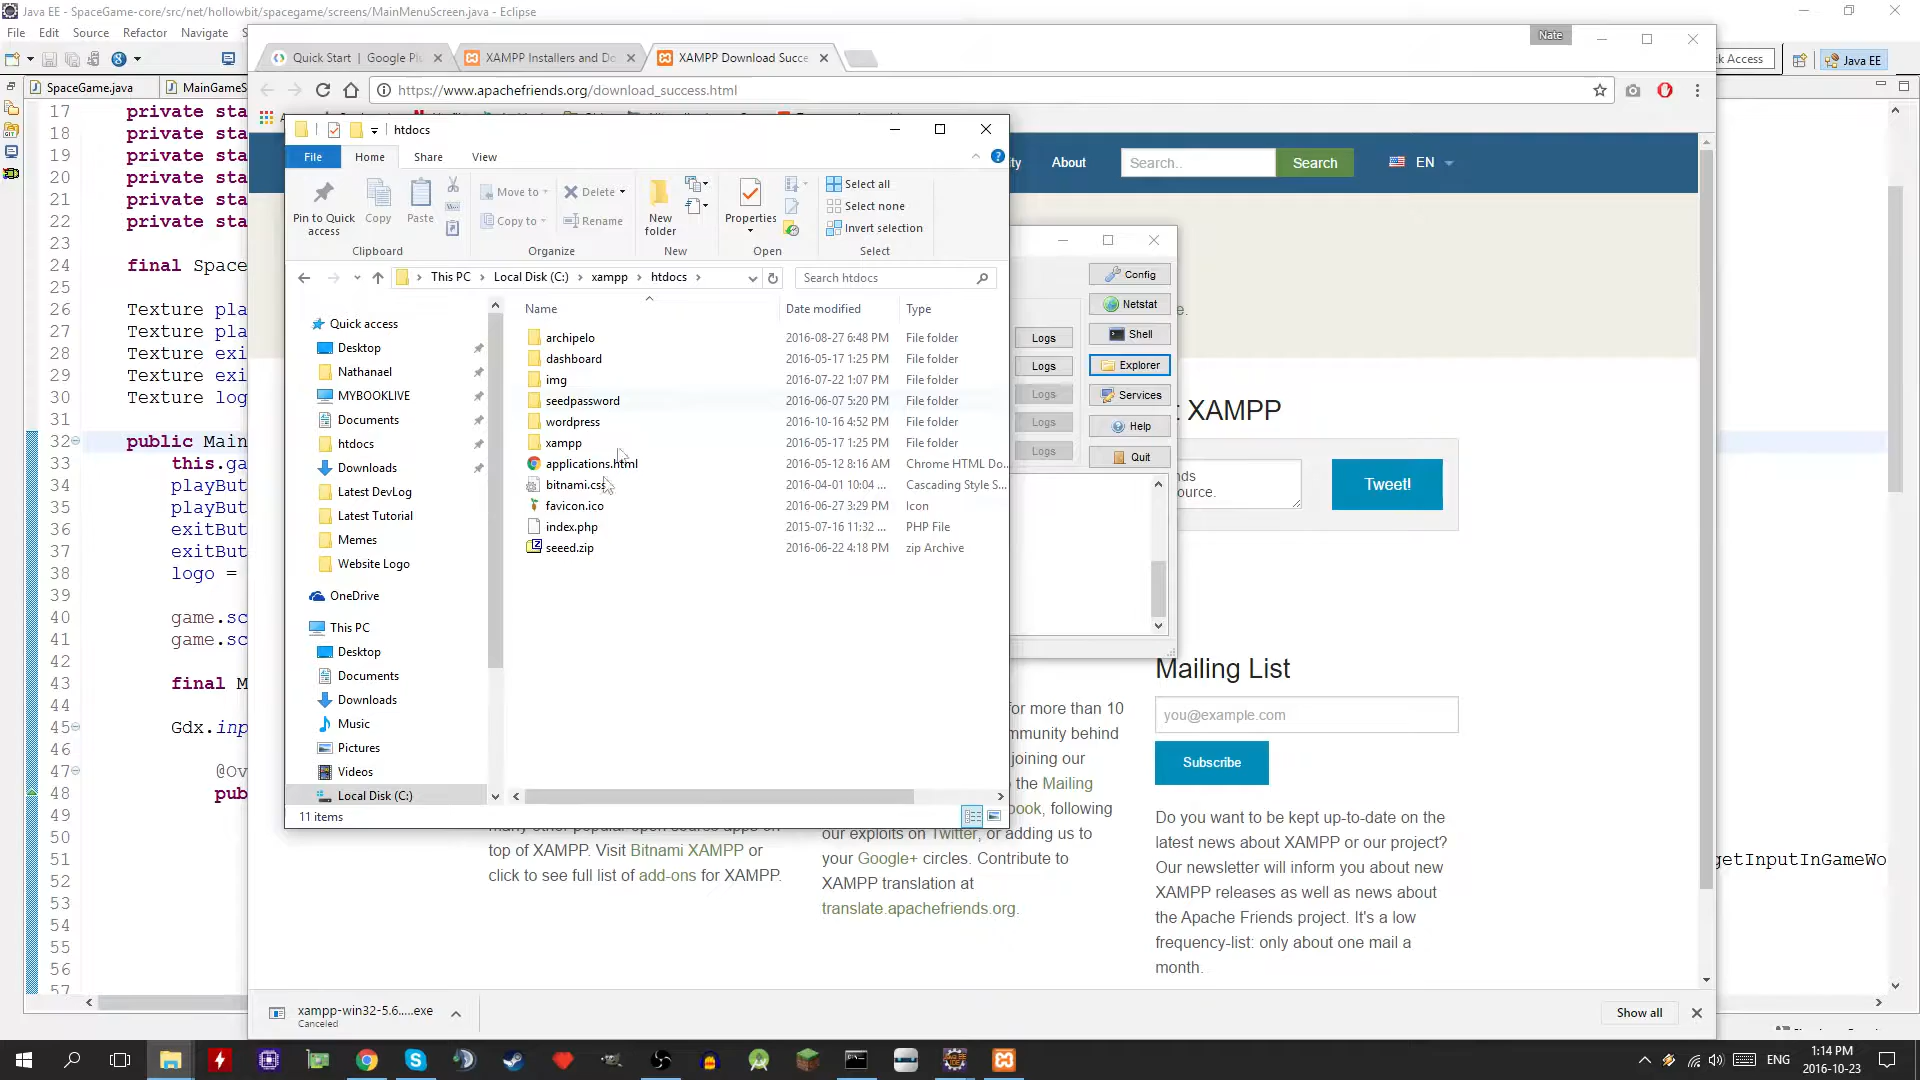 Java EE - SpaceGame-core/src/net/hollowbit/spacegame/screens/MainMenuScreen.java - Eclipse
File Edit Source Refactor Navigate
Nate
Quick Start | Google Pl
XAMPP Installers and Do
XAMPP Download Succe
https://www.apachefriends.org/download_success.html
Java EE
SpaceGame.java
MainGameS
17 private sta
18 private sta
19 private sta
20 private sta
21 private sta
22 private sta
23
24 final Space
25
26 Texture pla
27 Texture pla
28 Texture exi
29 Texture exi
30 Texture log
31
32 public Main
33 this.ga
34 playBut
35 playBut
36 exitBut
37 exitBut
38 logo =
39
40 game.sc
41 game.sc
42
43 final M
44
45 Gdx.inp
46
47 @Ov
48 pub
49
50
51
52
53
54
55
56
57
getInputInGameWo
About
Search..
Search
EN
htdocs
File Home Share View
Pin to Quick access
Copy
Paste
Move to
Copy to
Delete
Rename
New folder
Properties
Select all
Select none
Invert selection
Clipboard Organize New Open Select
This PC Local Disk (C:) xampp htdocs
Search htdocs
Name Date modified Type
archipelo 2016-08-27 6:48 PM File folder
dashboard 2016-05-17 1:25 PM File folder
img 2016-07-22 1:07 PM File folder
seedpassword 2016-06-07 5:20 PM File folder
wordpress 2016-10-16 4:52 PM File folder
xampp 2016-05-17 1:25 PM File folder
applications.html 2016-05-12 8:16 AM Chrome HTML Do...
bitnami.css 2016-04-01 10:04 ... Cascading Style S...
favicon.ico 2016-06-27 3:29 PM Icon
index.php 2015-07-16 11:32 ... PHP File
seeed.zip 2016-06-22 4:18 PM zip Archive
Quick access
Desktop
Nathanael
MYBOOKLIVE
Documents
htdocs
Downloads
Latest DevLog
Latest Tutorial
Memes
Website Logo
OneDrive
This PC
Desktop
Documents
Downloads
Music
Pictures
Videos
Local Disk (C:)
11 items
Config
Netstat
Logs Shell
Logs Explorer
Logs Services
Logs Help
Logs Quit
: XAMPP
nds
ource.
Tweet!
Mailing List
you@example.com
Subscribe
Do you want to be kept up-to-date on the
latest news about XAMPP or our project?
Our newsletter will inform you about new
XAMPP releases as well as news about
the Apache Friends project. It's a low
frequency-list: only about one mail a
month.
for more than 10
mmunity behind
joining our
the Mailing
book, following
our exploits on Twitter, or adding us to
your Google+ circles. Contribute to
XAMPP translation at
translate.apachefriends.org.
top of XAMPP. Visit Bitnami XAMPP or
click to see full list of add-ons for XAMPP.
xampp-win32-5.6.....exe
Canceled
Show all
ENG
1:14 PM
2016-10-23